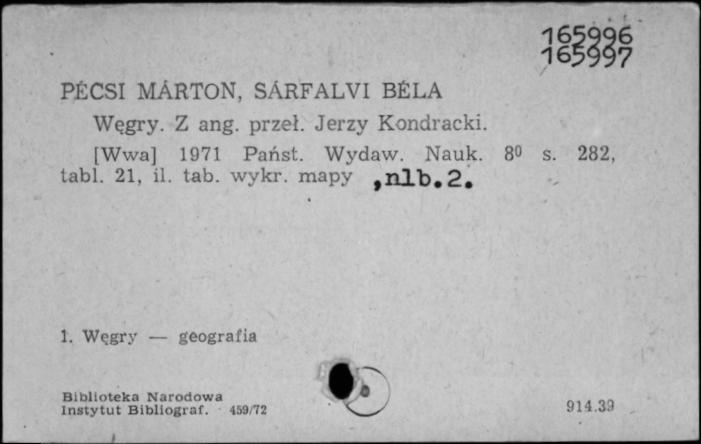 165996
165997
PÉCSI MÁRTON, SÁRFALVI BÉLA
Węgry. Z ang. przeł. Jerzy Kondracki.
[Wwa] 1971 Państ. Wydaw. Nauk. 8⁰ s. 282,
tabl. 21, il. tab. wykr. mapy ,nlb.2.
1. Węgry — geografia
Biblioteka Narodowa
Instytut Bibliograf. 459/72
914.39